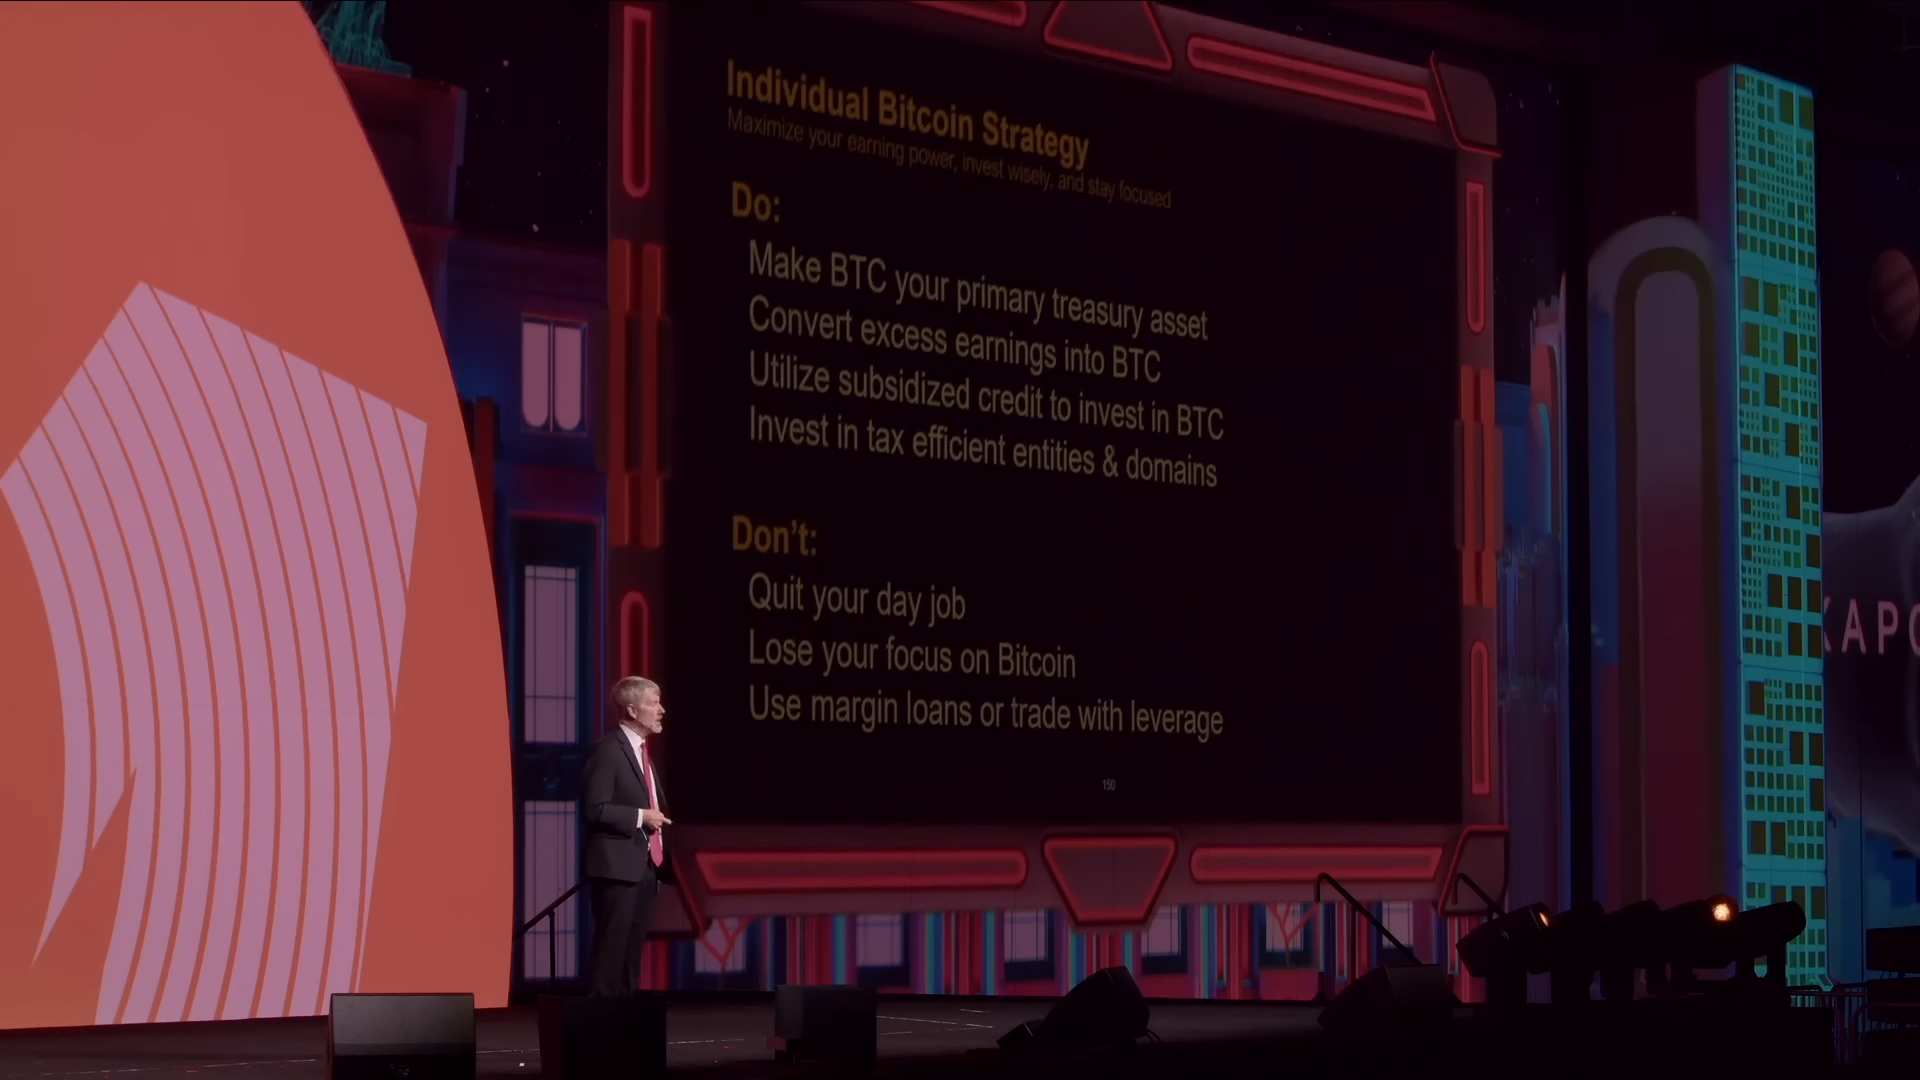 Individual Bitcoin Strategy
Maximize your earning power, invest wisely, and stay focused
Do:
Make BTC your primary treasury asset
Convert excess earnings into BTC
Utilize subsidized credit to invest in BTC
Invest in tax efficient entities & domains
Don't:
Quit your day job
Lose your focus on Bitcoin
Use margin loans or trade with leverage
150